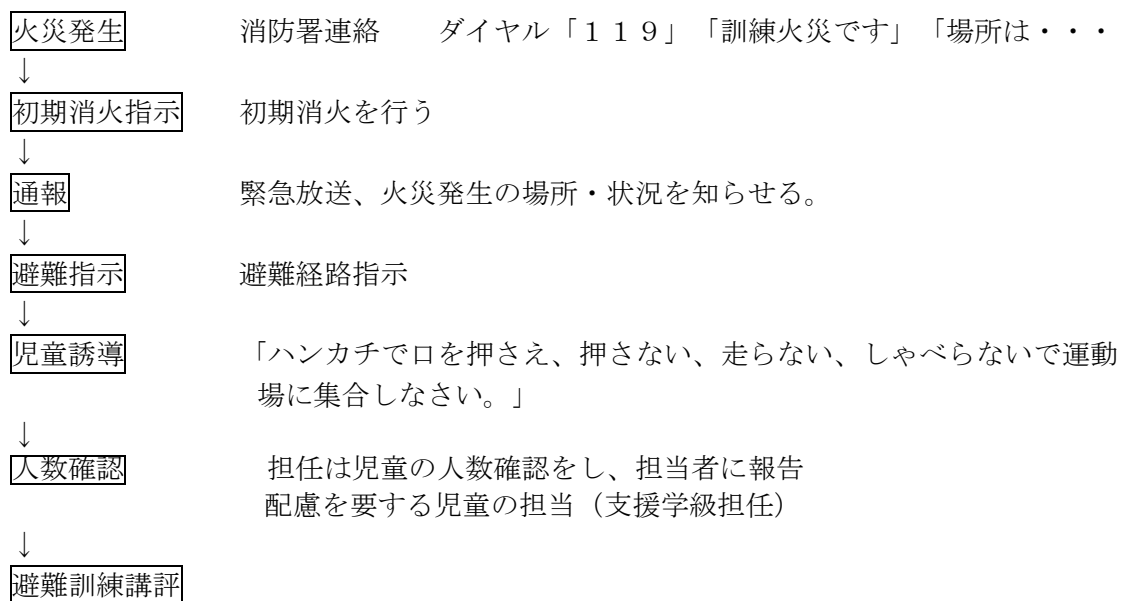 火災発生　消防署連絡　ダイヤル「１１９」「訓練火災です」「場所は・・・
↓
初期消火指示　初期消火を行う
↓
通報　緊急放送、火災発生の場所・状況を知らせる。
↓
避難指示　避難経路指示
↓
児童誘導　「ハンカチで口を押さえ、押さない、走らない、しゃべらないで運動
場に集合しなさい。」
↓
人数確認　担任は児童の人数確認をし、担当者に報告
配慮を要する児童の担当（支援学級担任）
↓
避難訓練講評